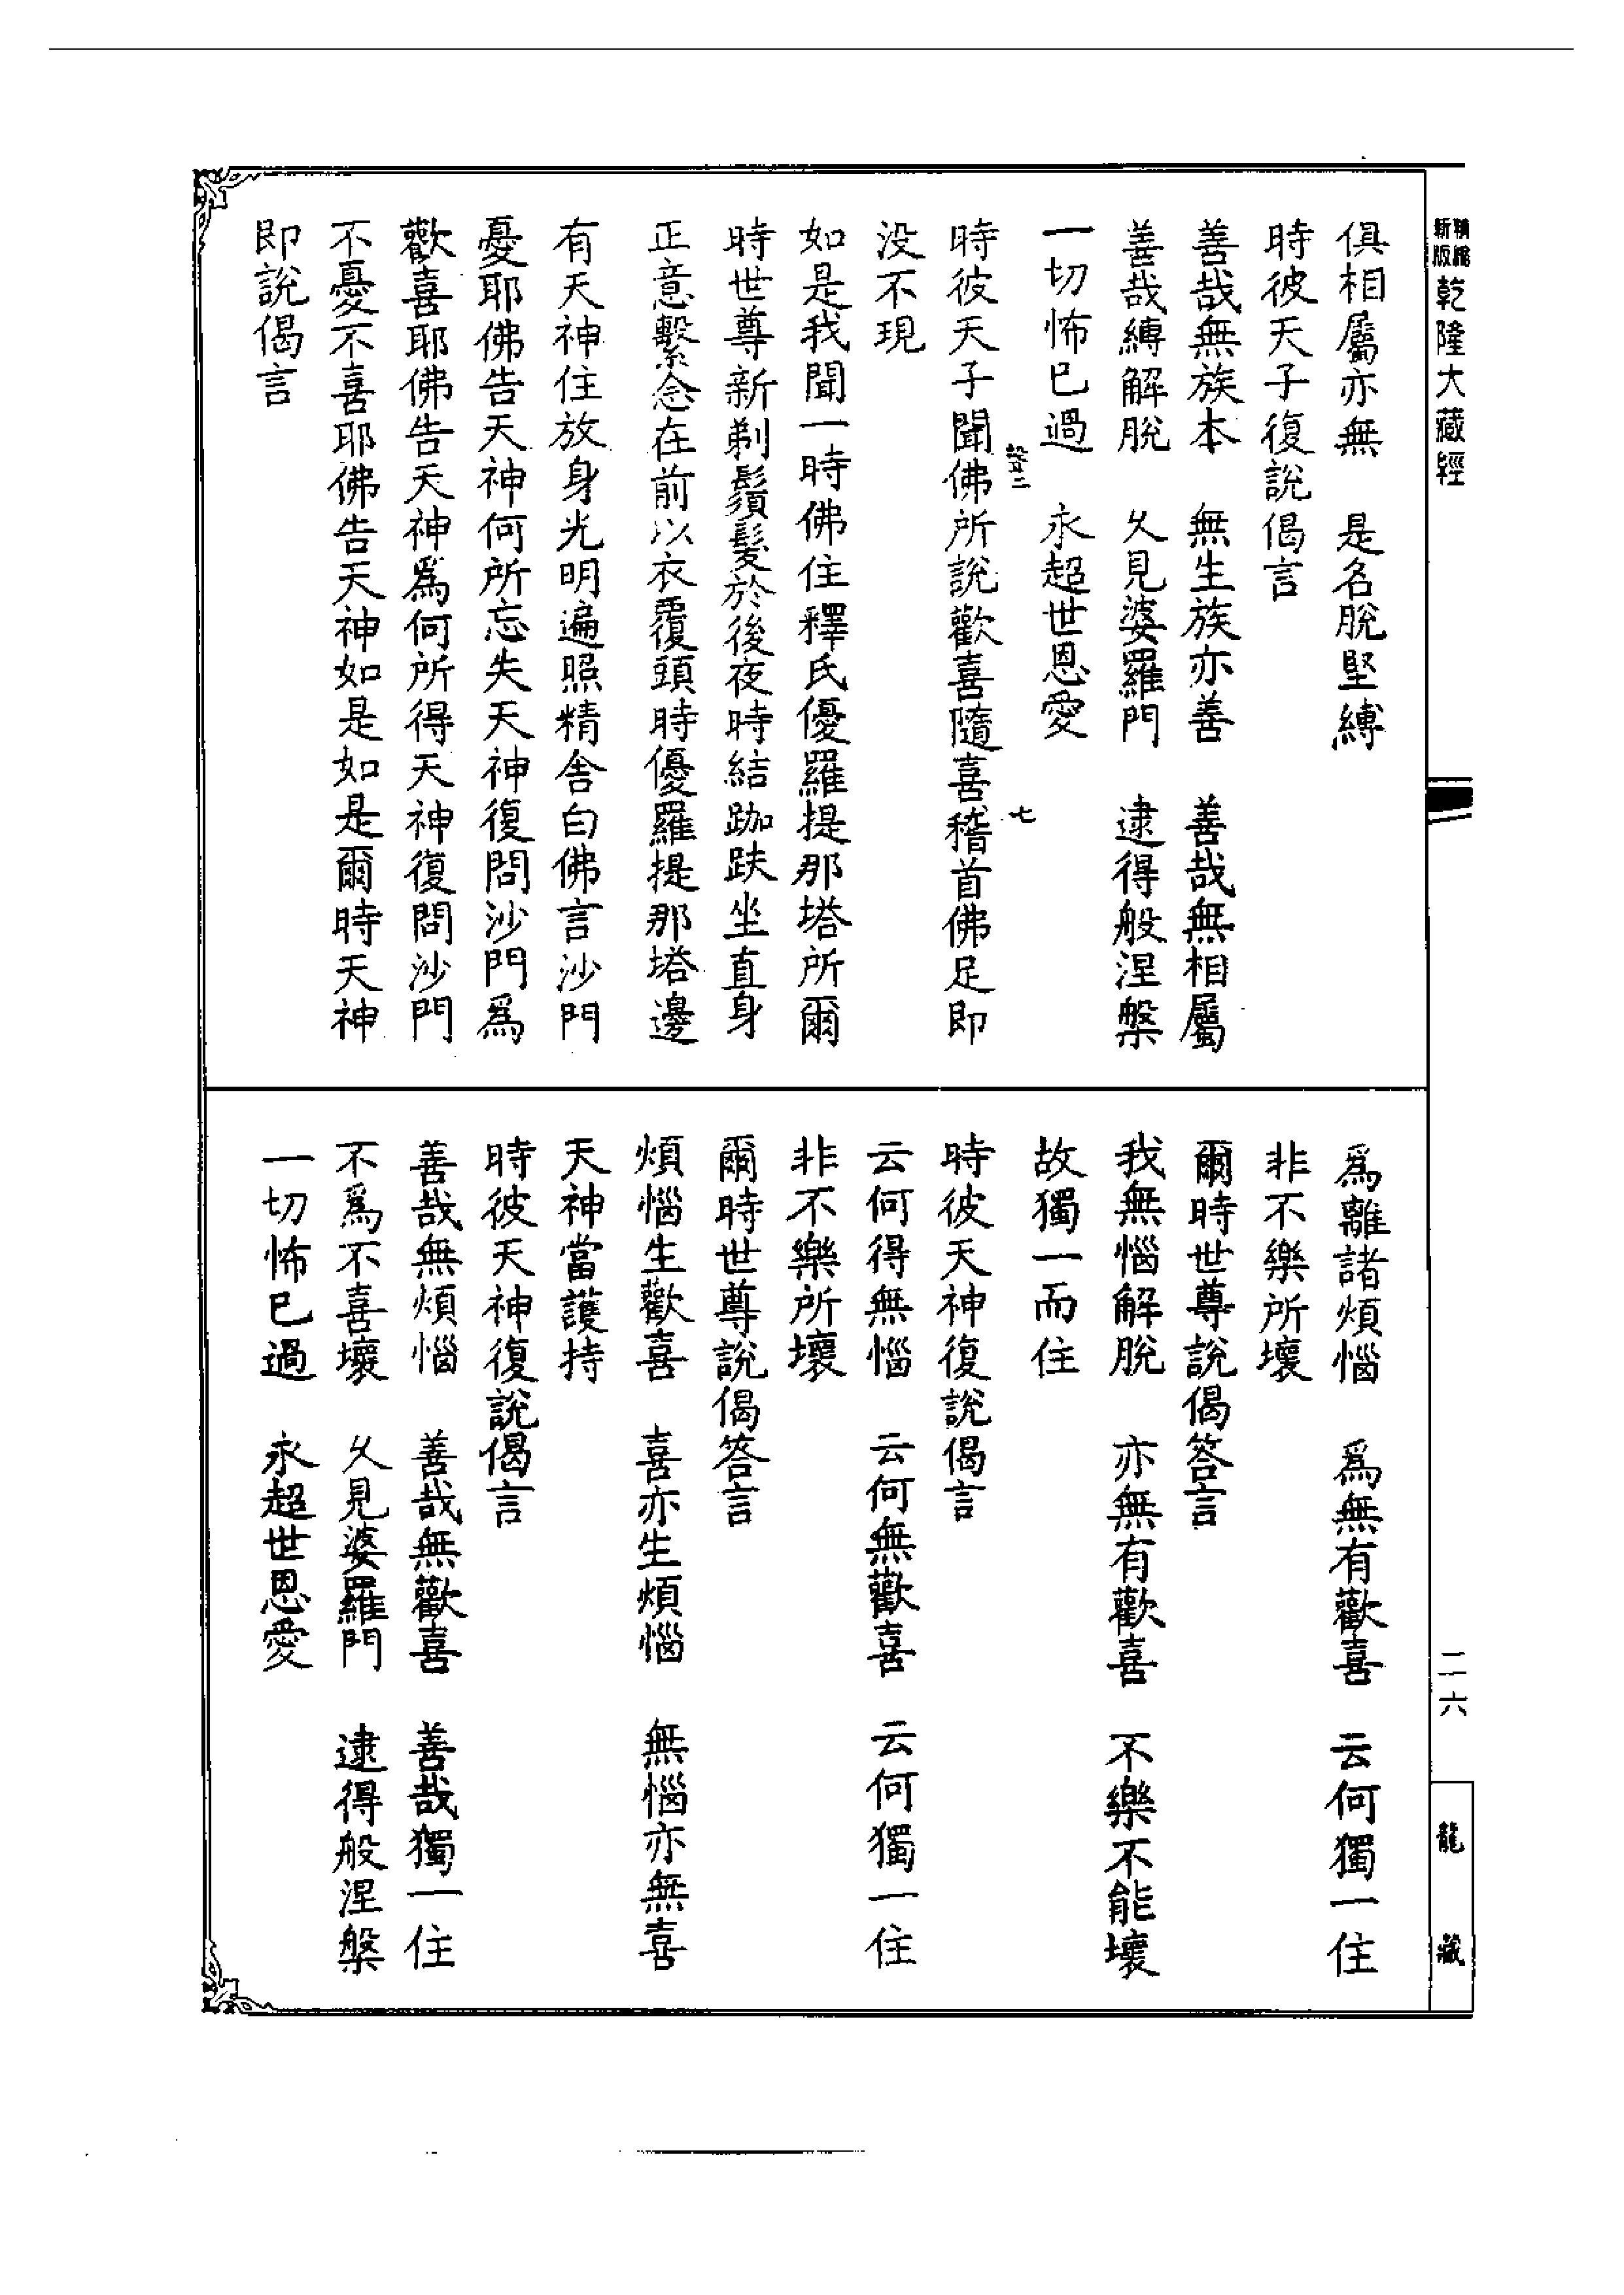 精縮新版乾隆大藏經
俱相屬亦無　是名脫堅縛
時彼天子復說偈言
善哉無族本　無生族亦善　善哉無相屬
善哉縛解脫　久見婆羅門　逮得般涅槃
一切怖已過　永超世恩愛
七
時彼天子聞佛所說歡喜隨喜稽首佛足即
没不現
如是我聞一時佛住釋氏優羅提那塔所爾
時世尊新剃鬚髮於後夜時結跏趺坐直身
正意繫念在前以衣覆頭時優羅提那塔邊
有天神住放身光明遍照精舍白佛言沙門
憂耶佛告天神何所忘失天神復問沙門爲
歡喜耶佛告天神爲何所得天神復問沙門
不憂不喜耶佛告天神如是如是爾時天神
即說偈言
爲離諸煩惱　爲無有歡喜　云何獨一住
非不樂所壞
爾時世尊說偈答言
我無惱解脫　亦無有歡喜　不樂不能壞
故獨一而住
時彼天神復說偈言
云何得無惱　云何無歡喜　云何獨一住
非不樂所壞
爾時世尊說偈答言
煩惱生歡喜　喜亦生煩惱　無惱亦無喜
天神當護持
時彼天神復說偈言
善哉無煩惱　善哉無歡喜　善哉獨一住
不爲不喜壞　久見婆羅門　逮得般涅槃
一切怖已過　永超世恩愛
二六
龍藏